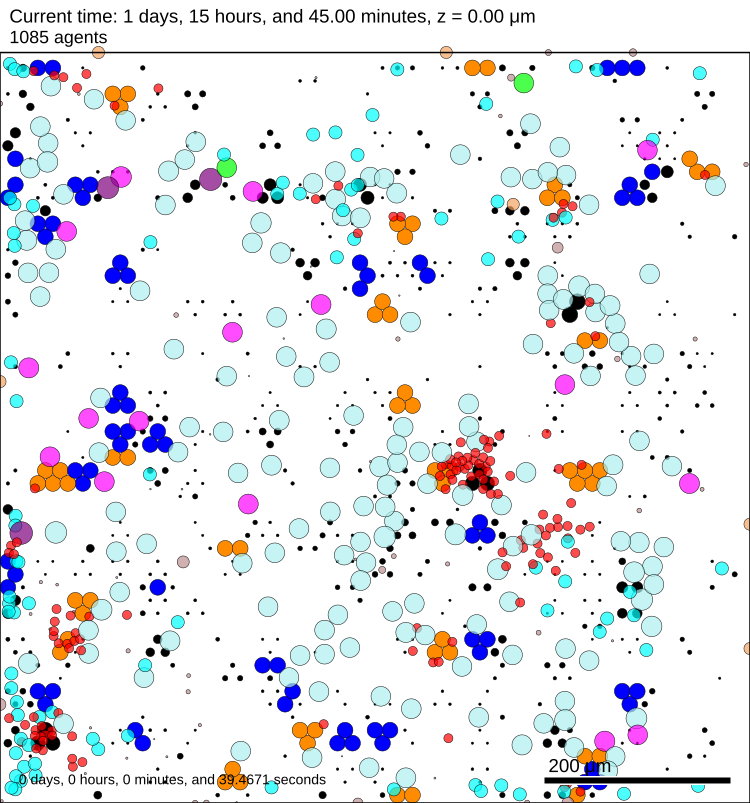 Current time: 1 days, 15 hours, and 45.00 minutes, z = 0.00 μm
1085 agents
200 μm
0 days, 0 hours, 0 minutes, and 39.4671 seconds